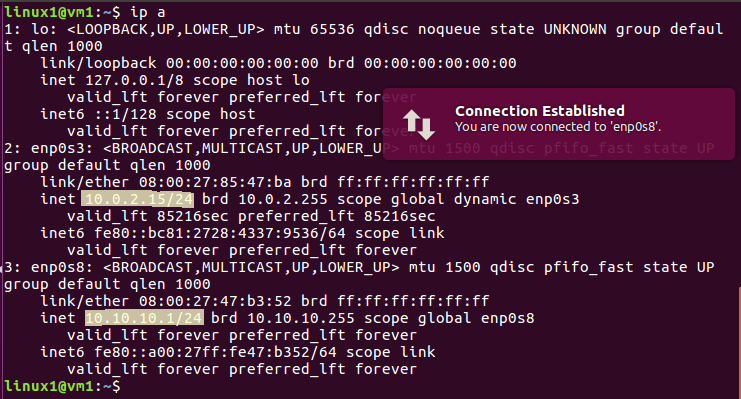 linux1@vm1:~$ ip a
1: lo: <LOOPBACK,UP,LOWER_UP> mtu 65536 qdisc noqueue state UNKNOWN group defaul
t qlen 1000
link/loopback 00:00:00:00:00:00 brd 00:00:00:00:00:00
inet 127.0.0.1/8 scope host lo
valid_lft forever preferred_lft forever
inet6 ::1/128 scope host
valid_lft forever preferred_lft forever
Connection Established
You are now connected to 'enp0s8'.
2: enp0s3: <BROADCAST,MULTICAST,UP,LOWER_UP> mtu 1500 qdisc pfifo_fast state UP
group default qlen 1000
link/ether 08:00:27:85:47:ba brd ff:ff:ff:ff:ff:ff
inet 10.0.2.15/24 brd 10.0.2.255 scope global dynamic enp0s3
valid_lft 85216sec preferred_lft 85216sec
inet6 fe80::bc81:2728:4337:9536/64 scope link
valid_lft forever preferred_lft forever
3: enp0s8: <BROADCAST,MULTICAST,UP,LOWER_UP> mtu 1500 qdisc pfifo_fast state UP
group default qlen 1000
link/ether 08:00:27:47:b3:52 brd ff:ff:ff:ff:ff:ff
inet 10.10.10.1/24 brd 10.10.10.255 scope global enp0s8
valid_lft forever preferred_lft forever
inet6 fe80::a00:27ff:fe47:b352/64 scope link
valid_lft forever preferred_lft forever
linux1@vm1:~$